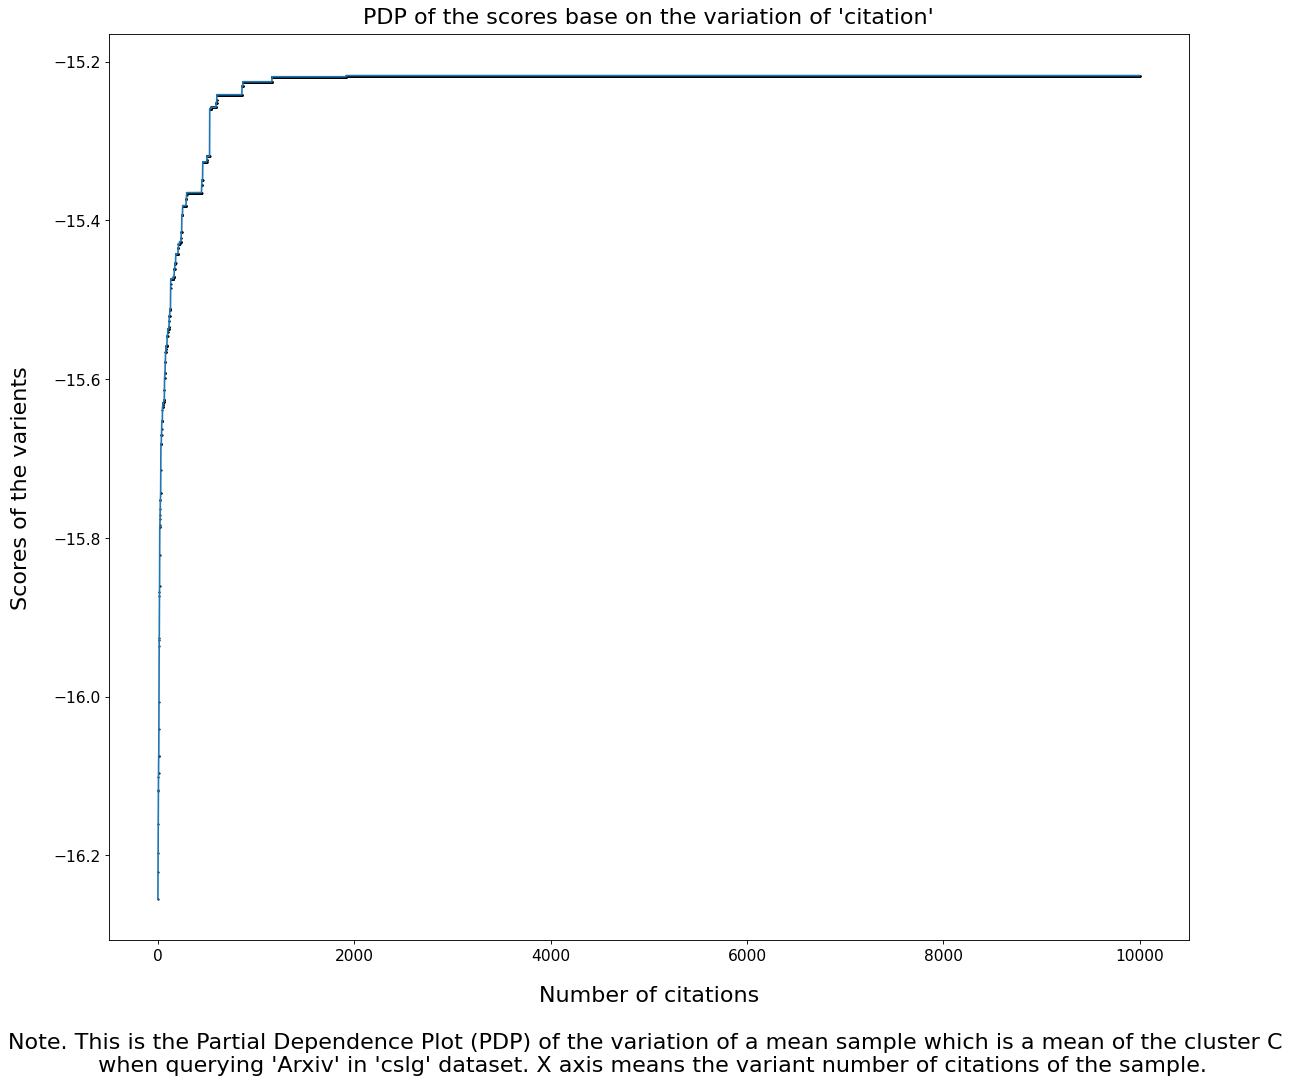 PDP of the scores base on the variation of 'citation'
−15.2
−15.4
−15.6
−15.8
−16.0
−16.2
Scores of the varients
0 2000 4000 6000 8000 10000
Number of citations
Note. This is the Partial Dependence Plot (PDP) of the variation of a mean sample which is a mean of the cluster C
when querying 'Arxiv' in 'cslg' dataset. X axis means the variant number of citations of the sample.